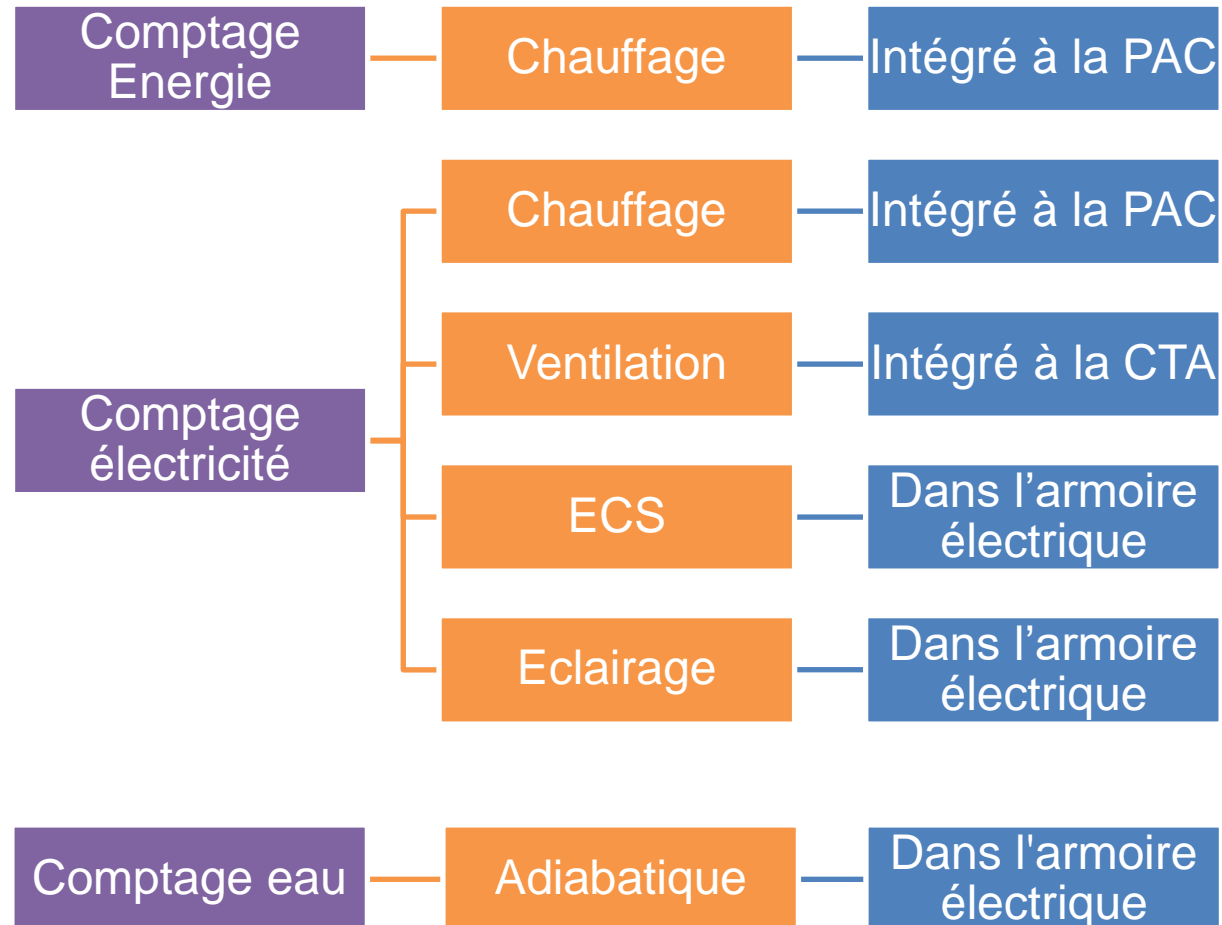 Comptage
Energie
Chauffage
Intégré à la PAC
Chauffage
Intégré à la PAC
Ventilation
Intégré à la CTA
Comptage
électricité
ECS
Dans l’armoire
électrique
Eclairage
Dans l’armoire
électrique
Comptage eau
Adiabatique
Dans l'armoire
électrique